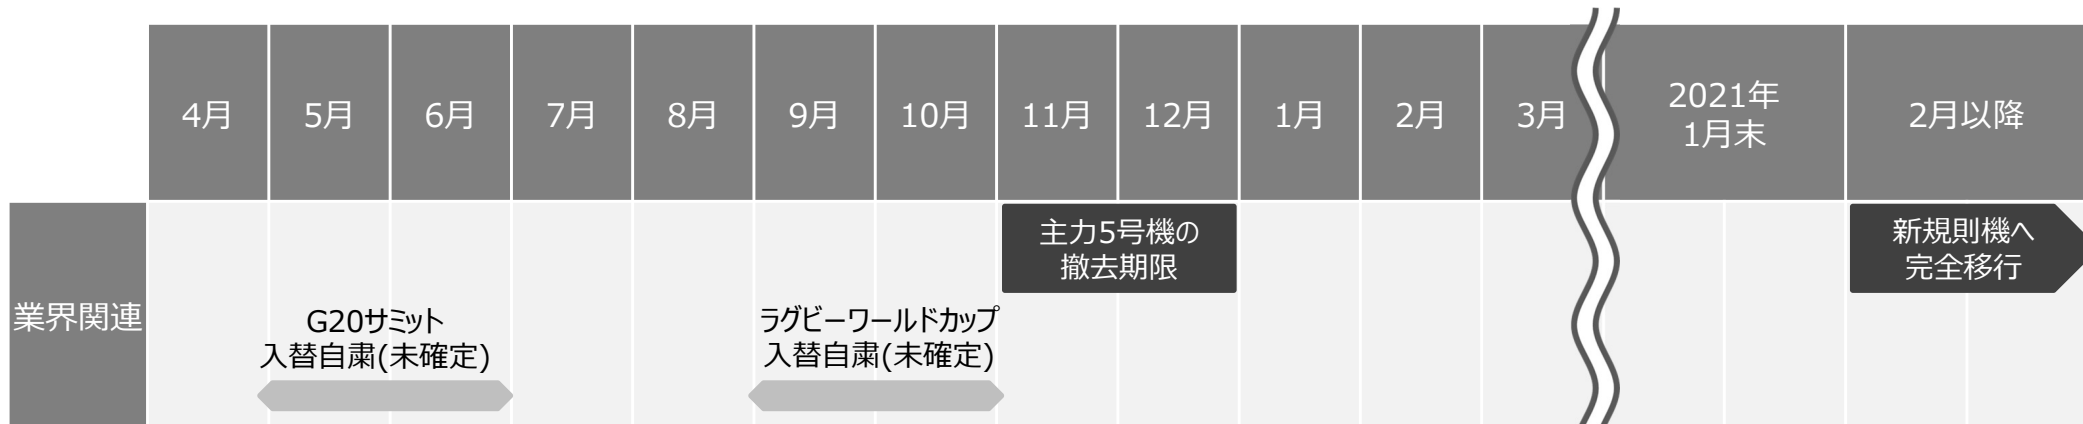 4月
5月
6月
7月
8月
9月
10月
11月
12月
1月
2月
3月
2021年
1月末
2月以降
業界関連
主力5号機の
撤去期限
新規則機へ
完全移行
G20サミット
入替自粛(未確定)
ラグビーワールドカップ
入替自粛(未確定)